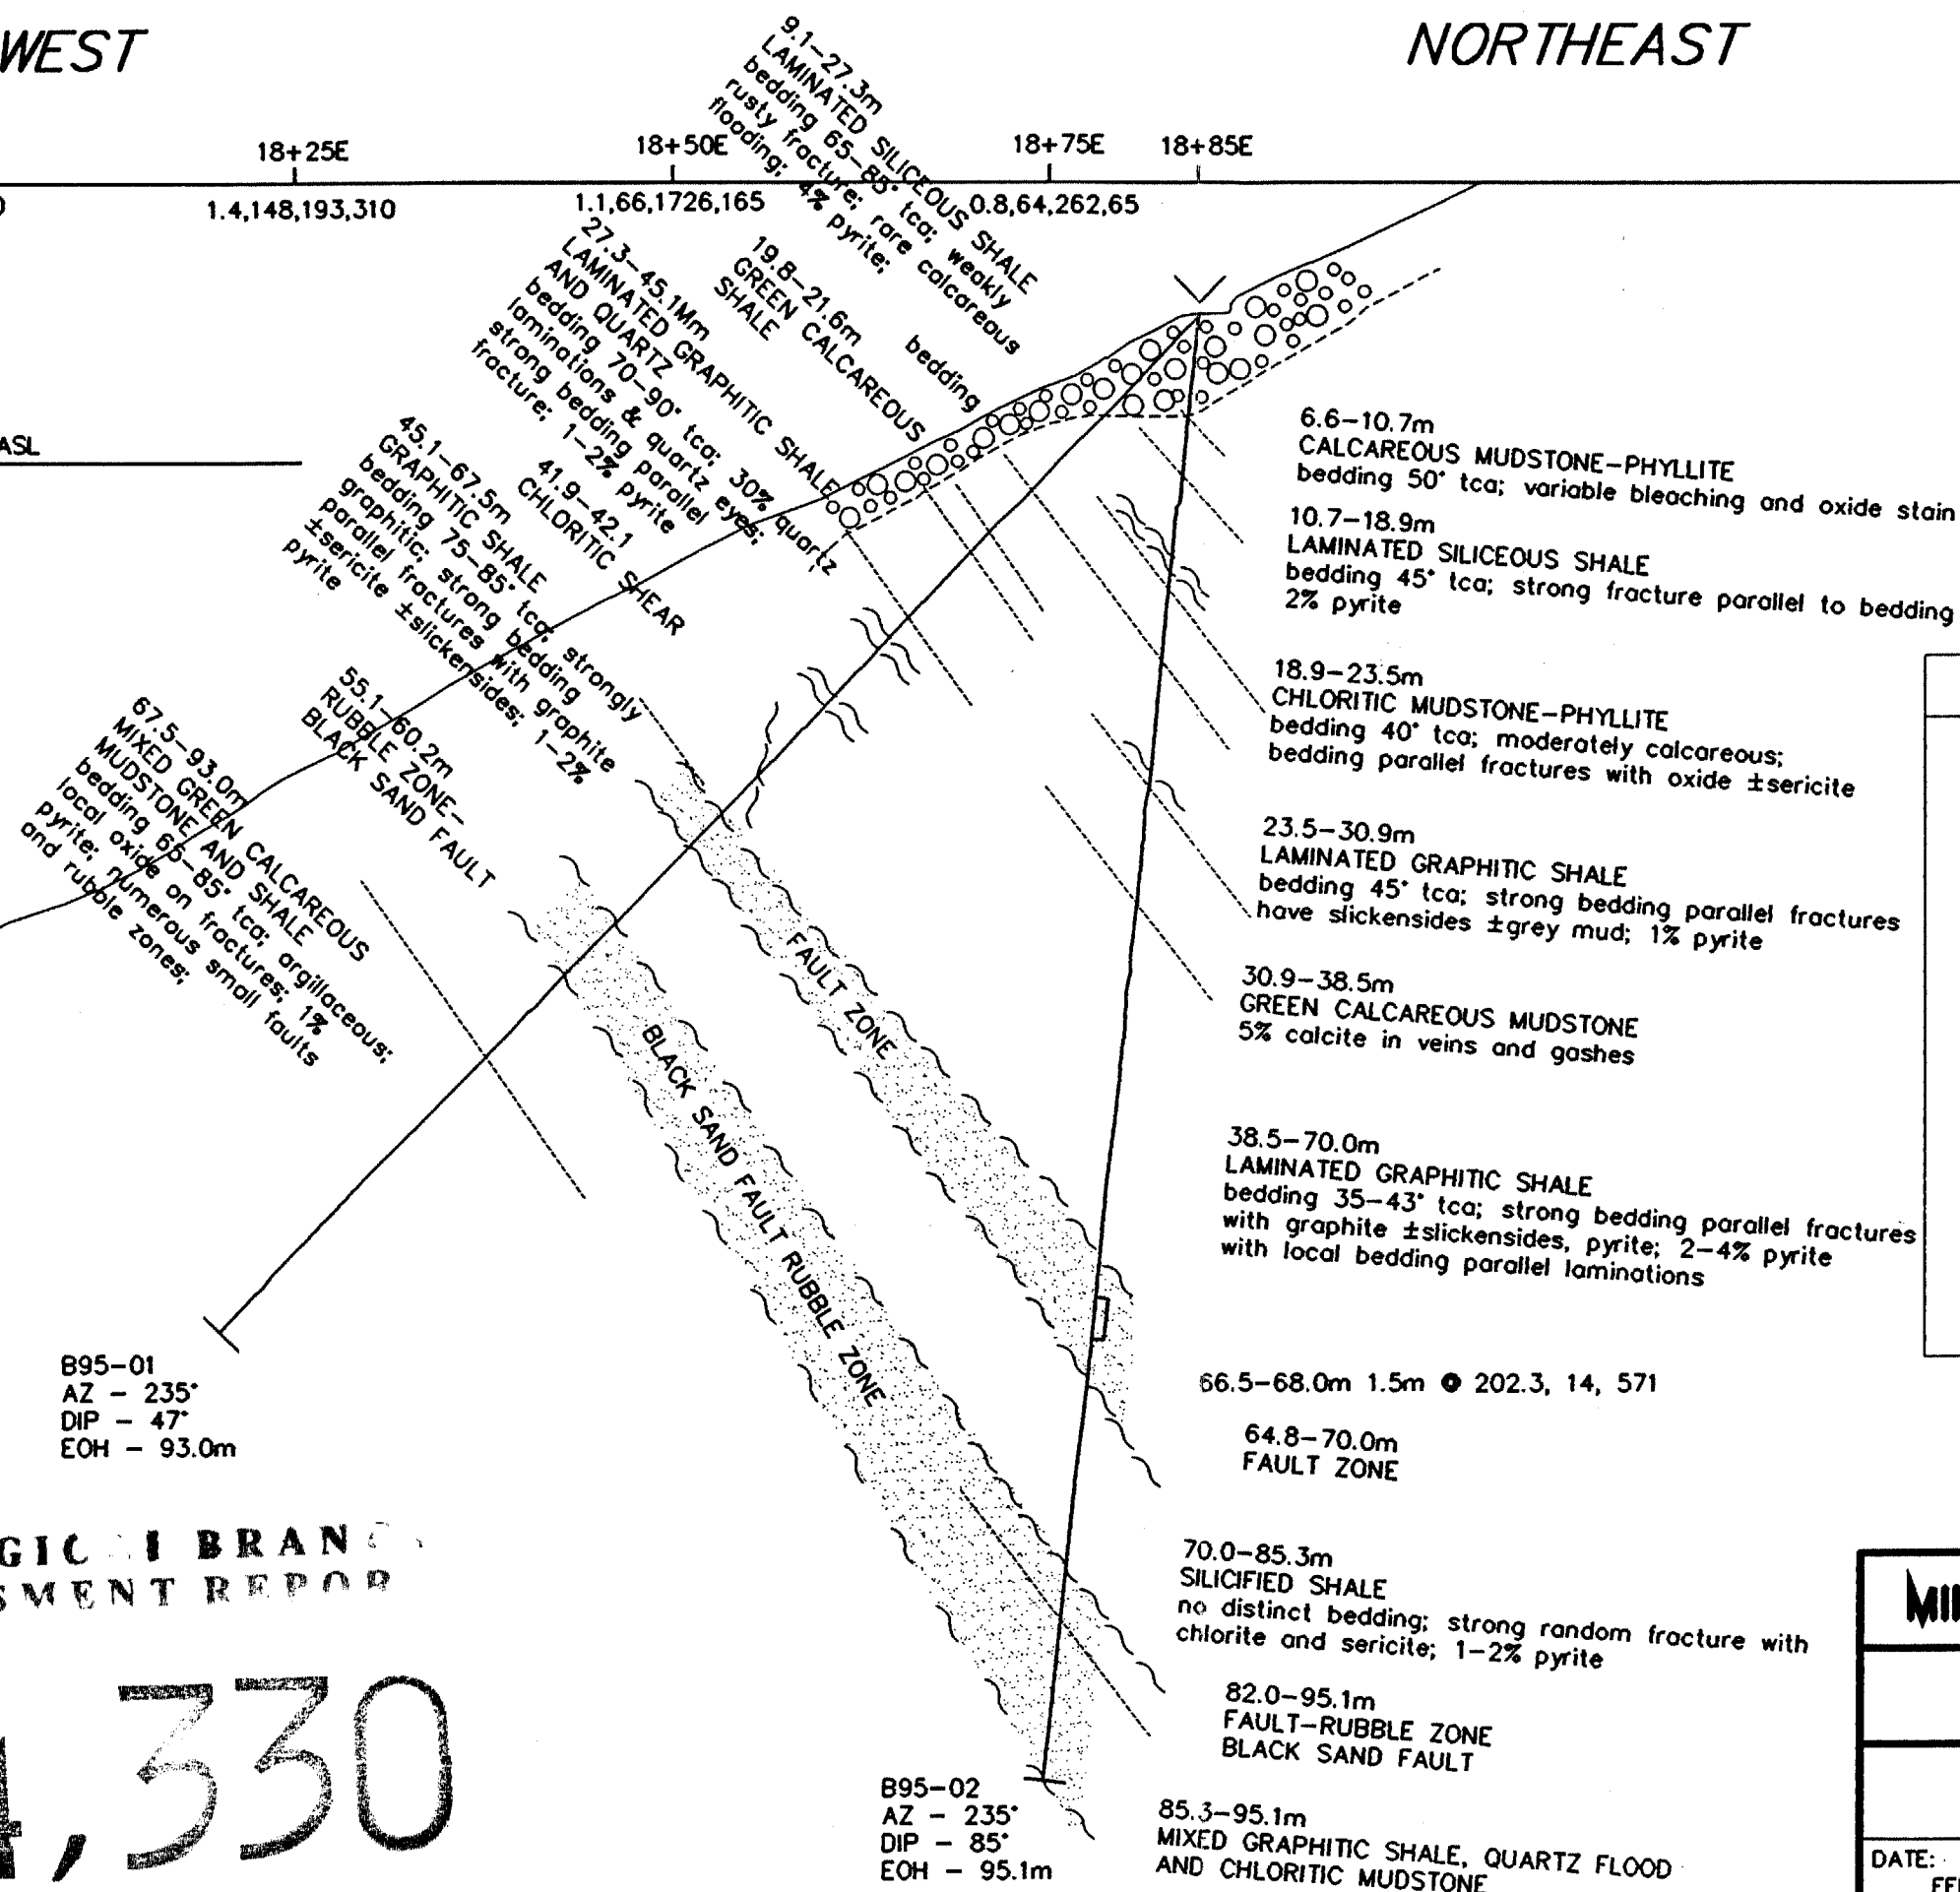 WEST
NORTHEAST
18+25E
18+50E
18+75E
18+85E
1.4,148,193,310
1.1,66,1726,165
0.8,64,262,65
ASL
9.1-27.3m
LAMINATED SILICEOUS SHALE
bedding 65-85° tca; weakly
rusty fracture; rare calcareous
flooding; 4% pyrite;
bedding
19.8-21.6m
GREEN CALCAREOUS
SHALE
27.3-45.1Mm
LAMINATED GRAPHITIC SHALE
AND QUARTZ
bedding 70-90° tca; 30% quartz
laminations & quartz eyes;
strong bedding parallel
fracture; 1-2% pyrite
41.9-42.1
CHLORITIC SHEAR
45.1-67.5m
GRAPHITIC SHALE
bedding 75-85° tca; strongly
graphitic; strong bedding
parallel fractures with graphite
±sericite ±slickensides; 1-2%
pyrite
55.1-60.2m
RUBBLE ZONE-
BLACK SAND FAULT
67.5-93.0m
MIXED GREEN CALCAREOUS
MUDSTONE AND SHALE
bedding 65-85° tca; argillaceous;
local oxide on fractures; 1%
pyrite; numerous small faults
and rubble zones;
6.6-10.7m
CALCAREOUS MUDSTONE-PHYLLITE
bedding 50° tca; variable bleaching and oxide stain
10.7-18.9m
LAMINATED SILICEOUS SHALE
bedding 45° tca; strong fracture parallel to bedding
2% pyrite
18.9-23.5m
CHLORITIC MUDSTONE-PHYLLITE
bedding 40° tca; moderately calcareous;
bedding parallel fractures with oxide ±sericite
23.5-30.9m
LAMINATED GRAPHITIC SHALE
bedding 45° tca; strong bedding parallel fractures
have slickensides ±grey mud; 1% pyrite
30.9-38.5m
GREEN CALCAREOUS MUDSTONE
5% calcite in veins and gashes
38.5-70.0m
LAMINATED GRAPHITIC SHALE
bedding 35-43° tca; strong bedding parallel fractures
with graphite ±slickensides, pyrite; 2-4% pyrite
with local bedding parallel laminations
FAULT ZONE
BLACK SAND FAULT RUBBLE ZONE
66.5-68.0m 1.5m @ 202.3, 14, 571
64.8-70.0m
FAULT ZONE
70.0-85.3m
SILICIFIED SHALE
no distinct bedding; strong random fracture with
chlorite and sericite; 1-2% pyrite
82.0-95.1m
FAULT-RUBBLE ZONE
BLACK SAND FAULT
85.3-95.1m
MIXED GRAPHITIC SHALE, QUARTZ FLOOD
AND CHLORITIC MUDSTONE
B95-01
AZ - 235°
DIP - 47°
EOH - 93.0m
B95-02
AZ - 235°
DIP - 85°
EOH - 95.1m
GIC I BRAN
SMENT REPOR
4,330
MI
DATE:
FE